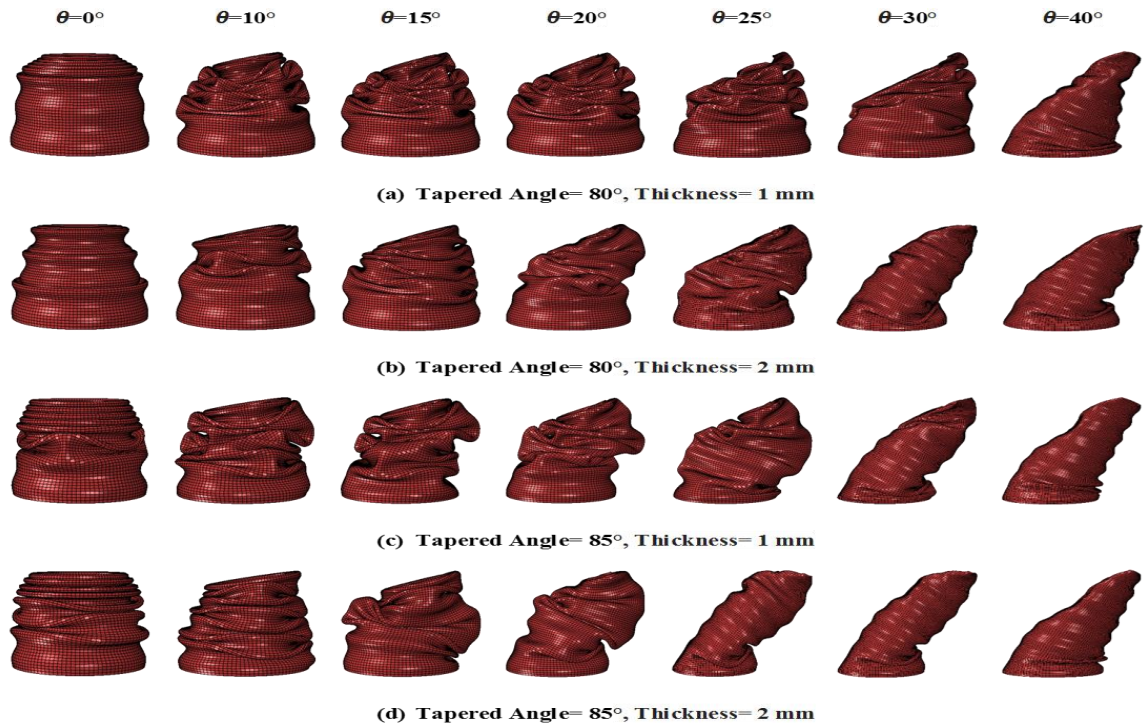 θ=0° θ=10° θ=15° θ=20° θ=25° θ=30° θ=40°
(a) Tapered Angle= 80°, Thickness= 1 mm
(b) Tapered Angle= 80°, Thickness= 2 mm
(c) Tapered Angle= 85°, Thickness= 1 mm
(d) Tapered Angle= 85°, Thickness= 2 mm